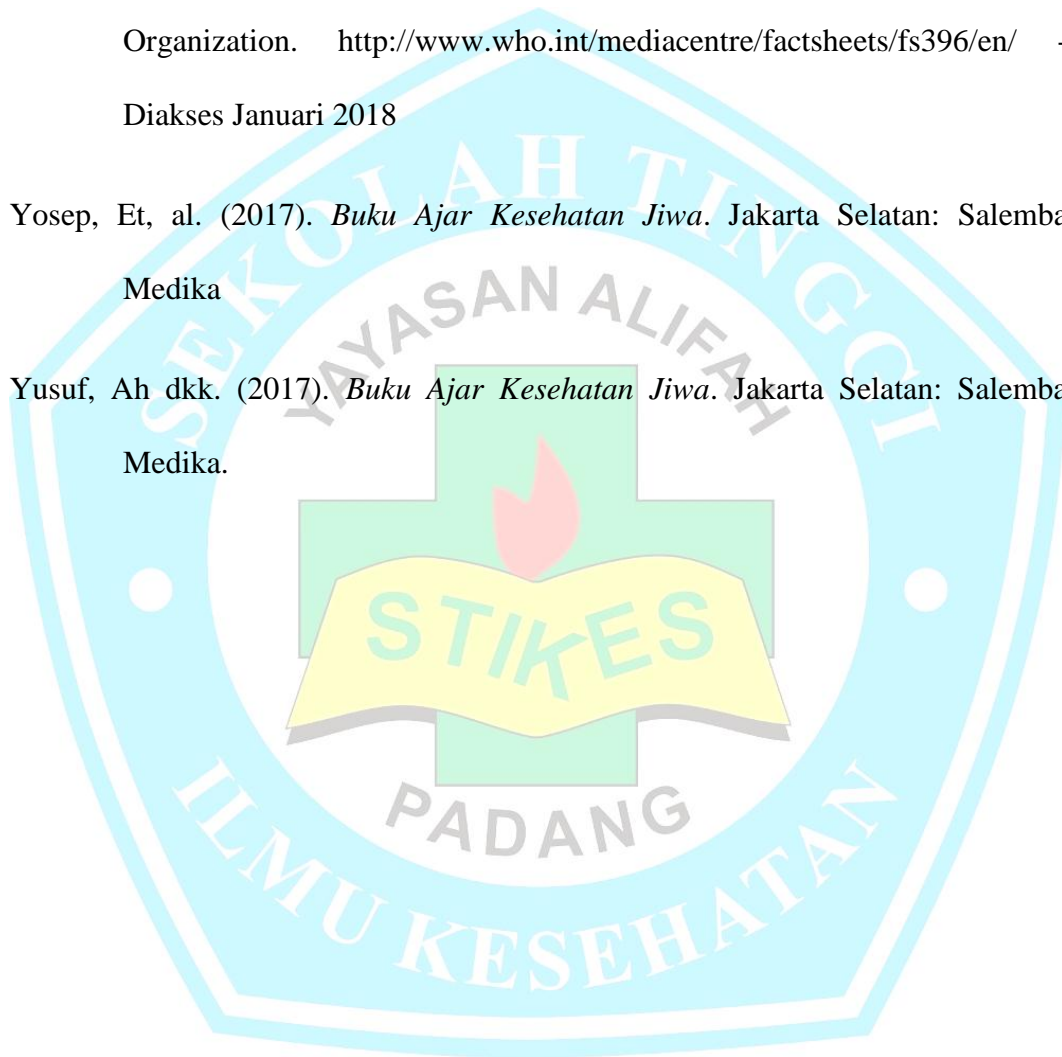 Organization. http://www.who.int/mediacentre/factsheets/fs396/en/ -
Diakses Januari 2018
Yosep, Et, al. (2017). Buku Ajar Kesehatan Jiwa. Jakarta Selatan: Salemba
Medika
Yusuf, Ah dkk. (2017). Buku Ajar Kesehatan Jiwa. Jakarta Selatan: Salemba
Medika.
SEKOLAH TINGGI
YAYASAN ALIFAH
STIKES
PADANG
ILMU KESEHATAN